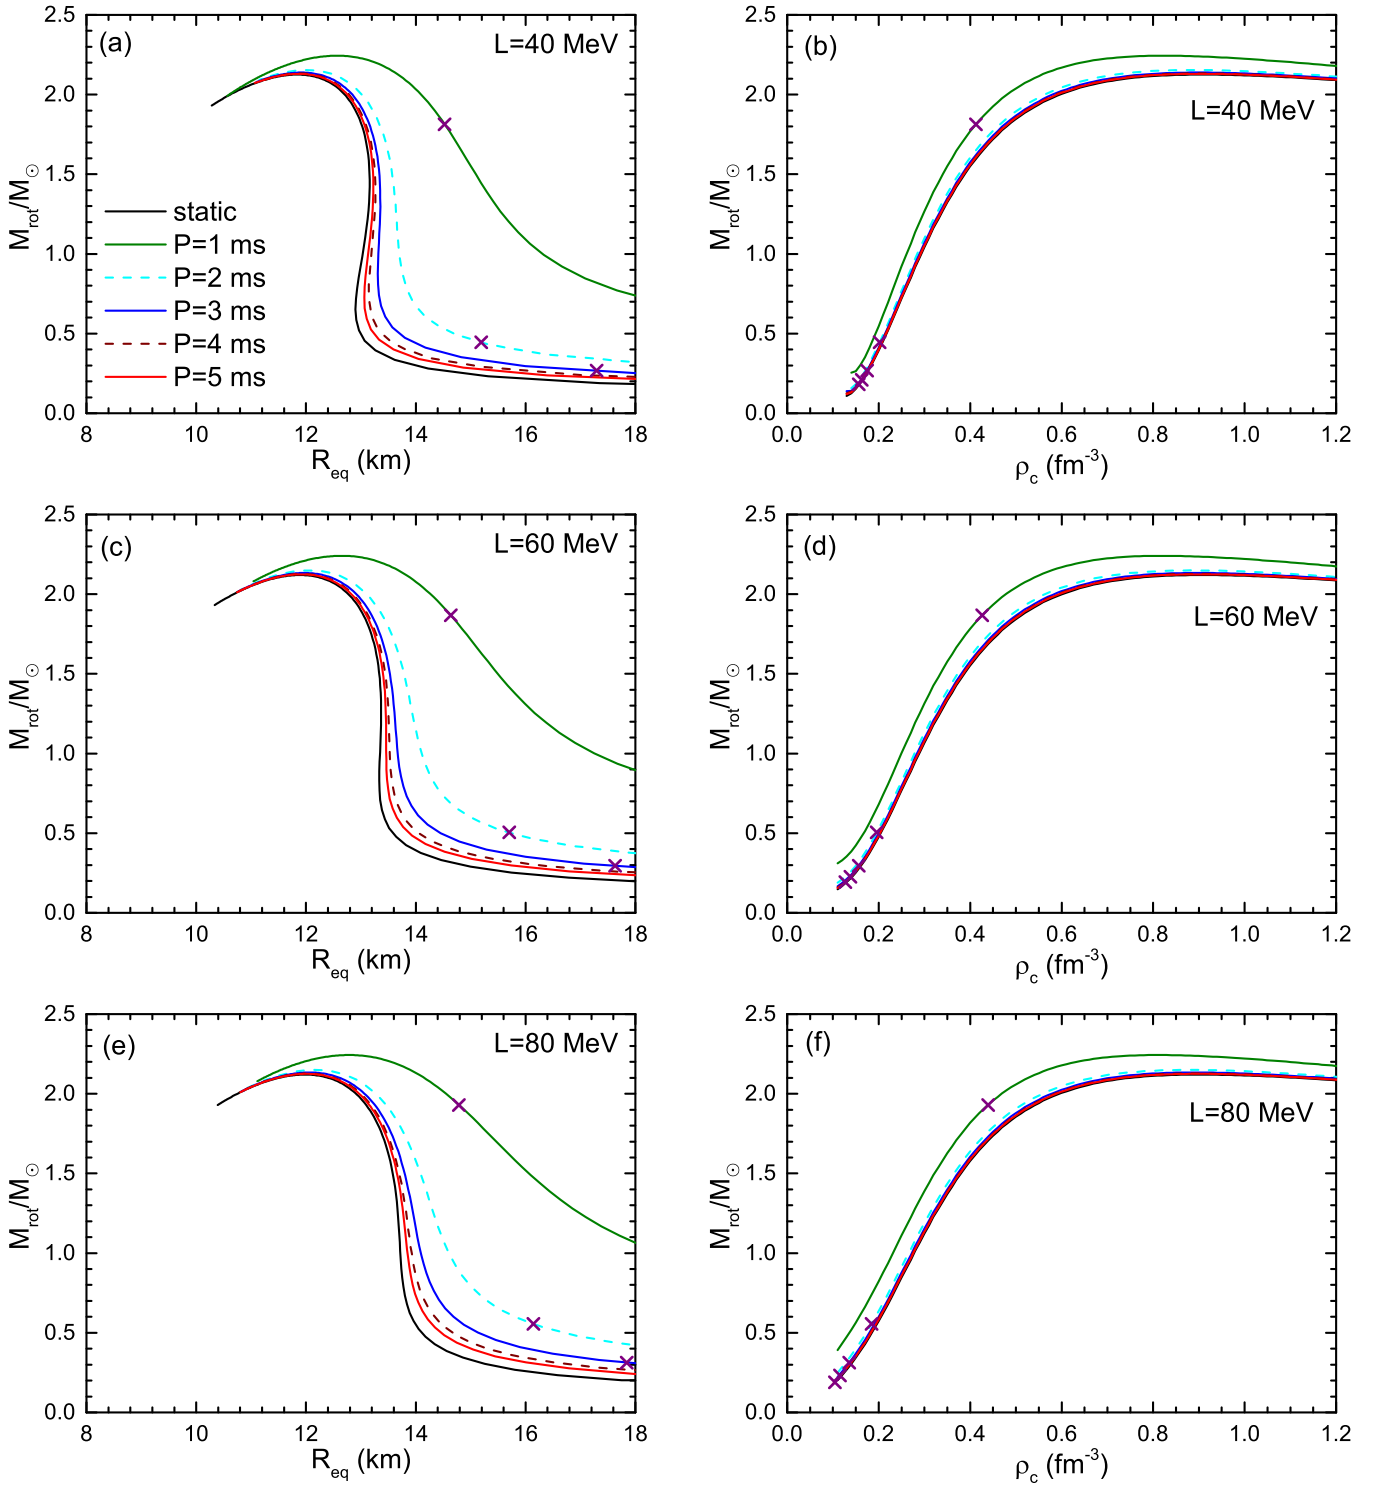 (a)
L=40 MeV
2.5
2.0
1.5
1.0
0.5
0.0
M_rot/M_⊙
static
P=1 ms
P=2 ms
P=3 ms
P=4 ms
P=5 ms
8 10 12 14 16 18
R_eq (km)
(b)
L=40 MeV
2.5
2.0
1.5
1.0
0.5
0.0
M_rot/M_⊙
0.0 0.2 0.4 0.6 0.8 1.0 1.2
ρ_c (fm⁻³)
(c)
L=60 MeV
2.5
2.0
1.5
1.0
0.5
0.0
M_rot/M_⊙
8 10 12 14 16 18
R_eq (km)
(d)
L=60 MeV
2.5
2.0
1.5
1.0
0.5
0.0
M_rot/M_⊙
0.0 0.2 0.4 0.6 0.8 1.0 1.2
ρ_c (fm⁻³)
(e)
L=80 MeV
2.5
2.0
1.5
1.0
0.5
0.0
M_rot/M_⊙
8 10 12 14 16 18
R_eq (km)
(f)
L=80 MeV
2.5
2.0
1.5
1.0
0.5
0.0
M_rot/M_⊙
0.0 0.2 0.4 0.6 0.8 1.0 1.2
ρ_c (fm⁻³)